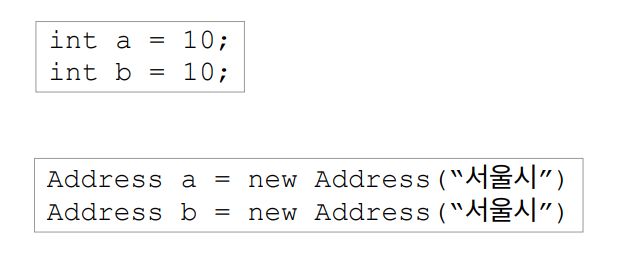 int a = 10;
int b = 10;
Address a = new Address(“서울시”)
Address b = new Address(“서울시”)